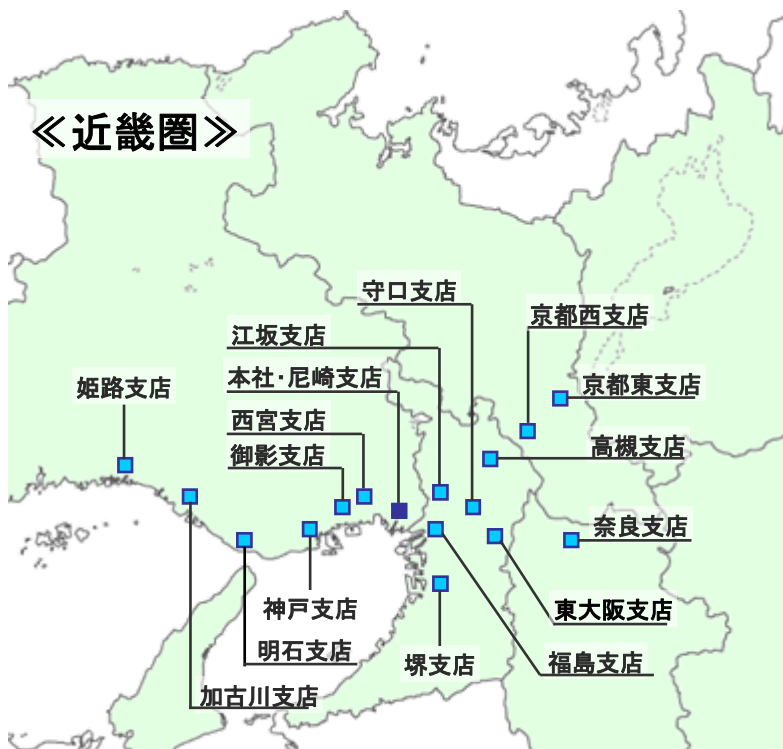 ≪近畿圏≫
守口支店
京都西支店
江坂支店
本社・尼崎支店
姫路支店
京都東支店
西宮支店
高槻支店
御影支店
奈良支店
神戸支店
東大阪支店
明石支店
堺支店
福島支店
加古川支店